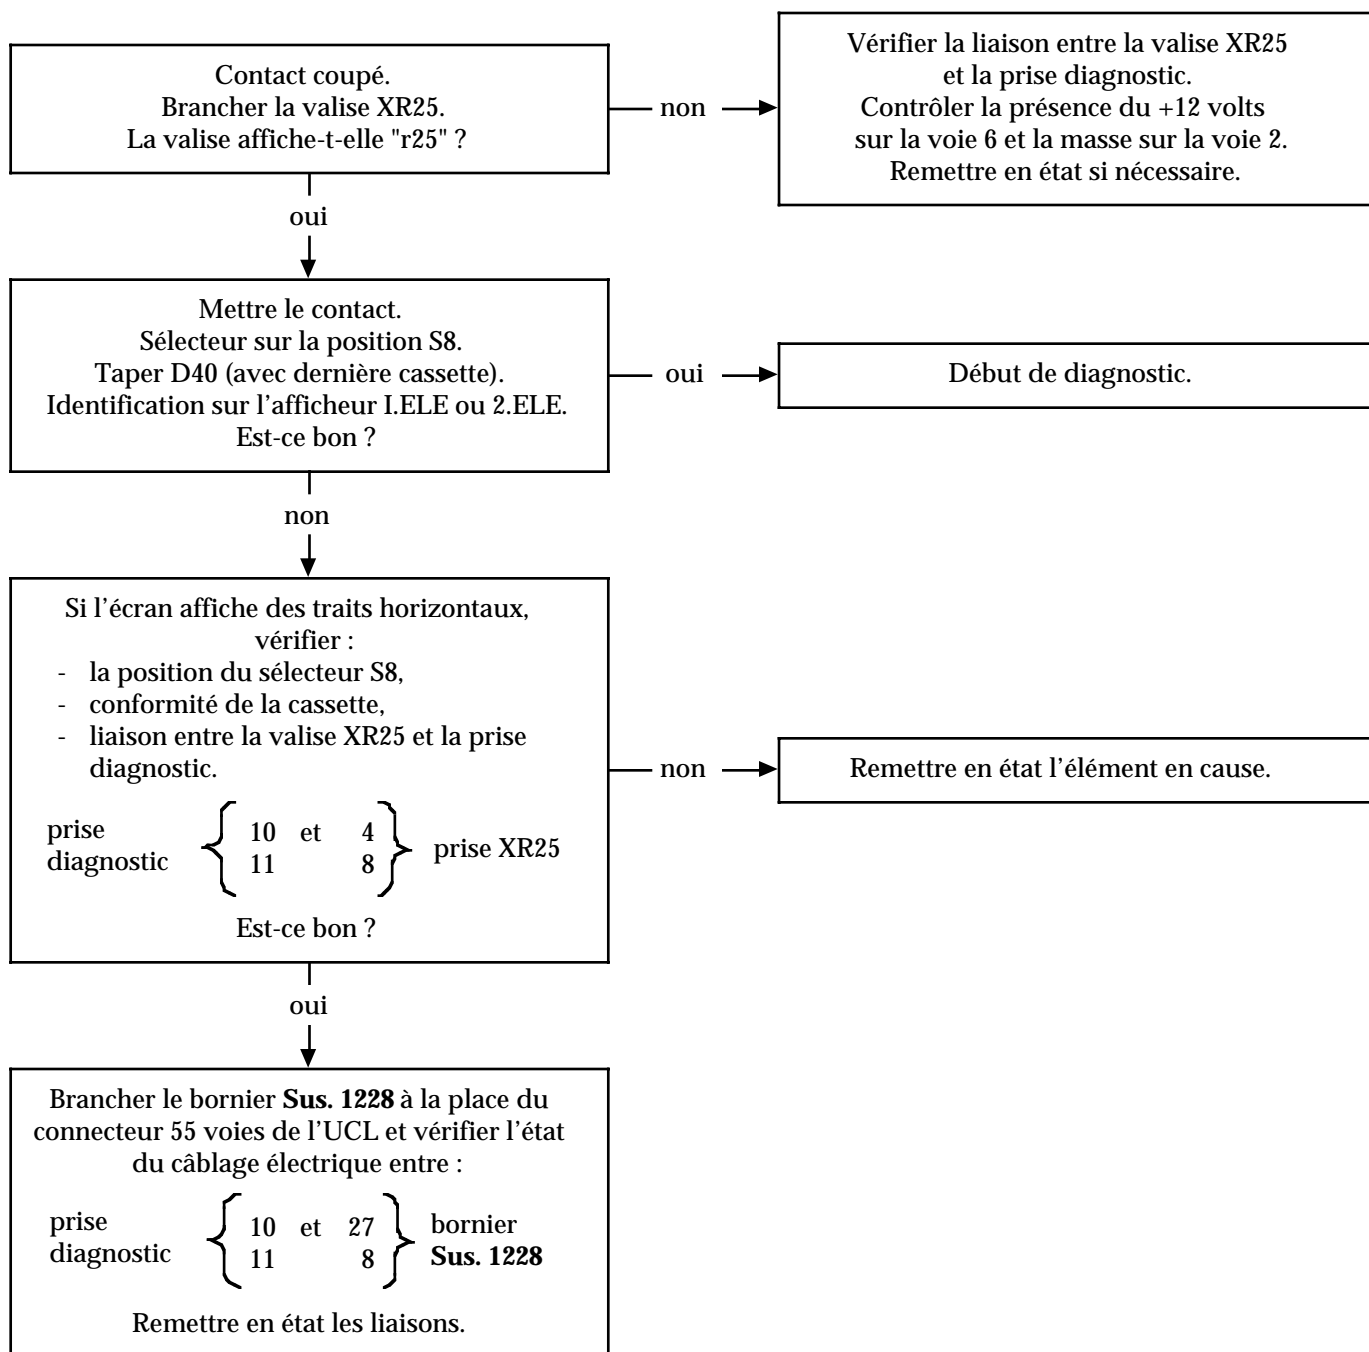 Contact coupé.
Brancher la valise XR25.
La valise affiche-t-elle "r25" ?
non
Vérifier la liaison entre la valise XR25
et la prise diagnostic.
Contrôler la présence du +12 volts
sur la voie 6 et la masse sur la voie 2.
Remettre en état si nécessaire.
oui
Mettre le contact.
Sélecteur sur la position S8.
Taper D40 (avec dernière cassette).
Identification sur l'afficheur I.ELE ou 2.ELE.
Est-ce bon ?
oui
Début de diagnostic.
non
Si l'écran affiche des traits horizontaux,
vérifier :
- la position du sélecteur S8,
- conformité de la cassette,
- liaison entre la valise XR25 et la prise
diagnostic.
prise
diagnostic
10 et 4
11 8
prise XR25
Est-ce bon ?
non
Remettre en état l'élément en cause.
oui
Brancher le bornier Sus. 1228 à la place du
connecteur 55 voies de l'UCL et vérifier l'état
du câblage électrique entre :
prise
diagnostic
10 et 27
11 8
bornier
Sus. 1228
Remettre en état les liaisons.